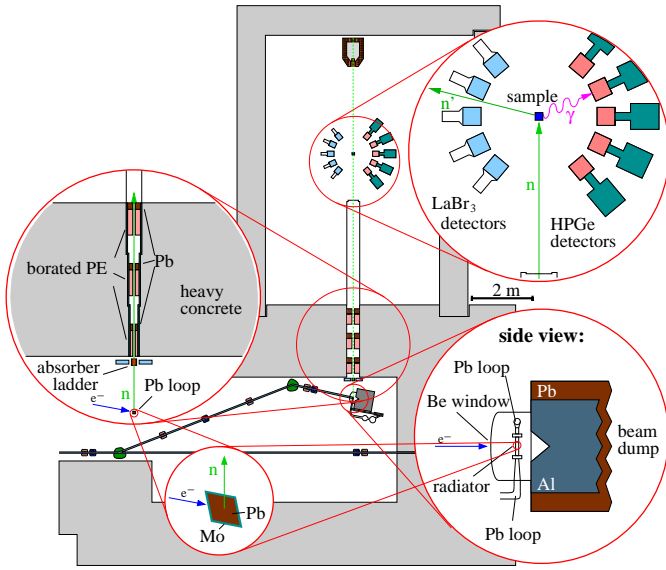 sample
n'
γ
n
LaBr3
detectors
HPGe
detectors
2 m
borated PE
Pb
heavy
concrete
absorber
ladder
n
e−
Pb loop
side view:
Pb loop
Pb
Be window
e−
beam
dump
radiator
Al
Pb loop
n
e−
Pb
Mo